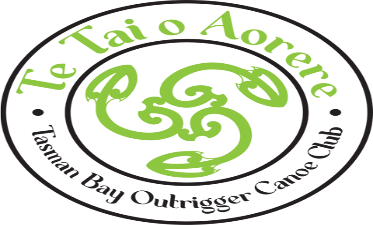 Te Tai o Aorere
Tasman Bay Outrigger Canoe Club